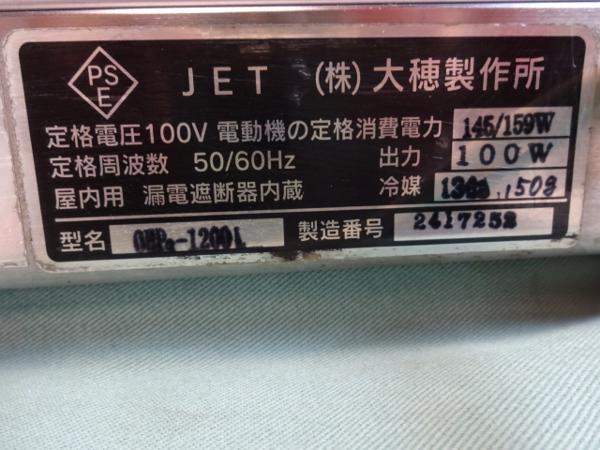 PSE JET (株)大穂製作所
定格電圧100V 電動機の定格消費電力 145/159W
定格周波数 50/60Hz 出力 100W
屋内用 漏電遮断器内蔵 冷媒 150g
型名 製造番号 2417252